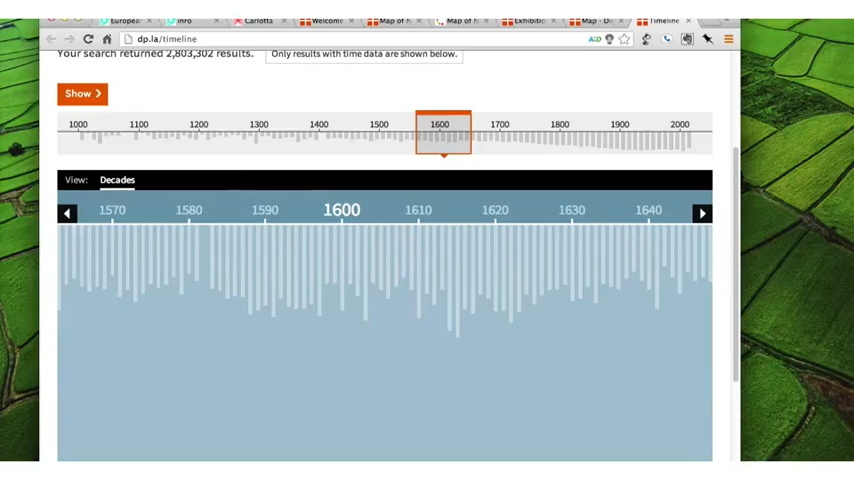 European
Info
Carlotta
Welcome
Map of N
Map of N
Exhibitio
Map - Di
Timeline
dp.la/timeline
Your search returned 2,803,302 results.
Only results with time data are shown below.
Show
1000 1100 1200 1300 1400 1500 1600 1700 1800 1900 2000
View: Decades
1570 1580 1590 1600 1610 1620 1630 1640